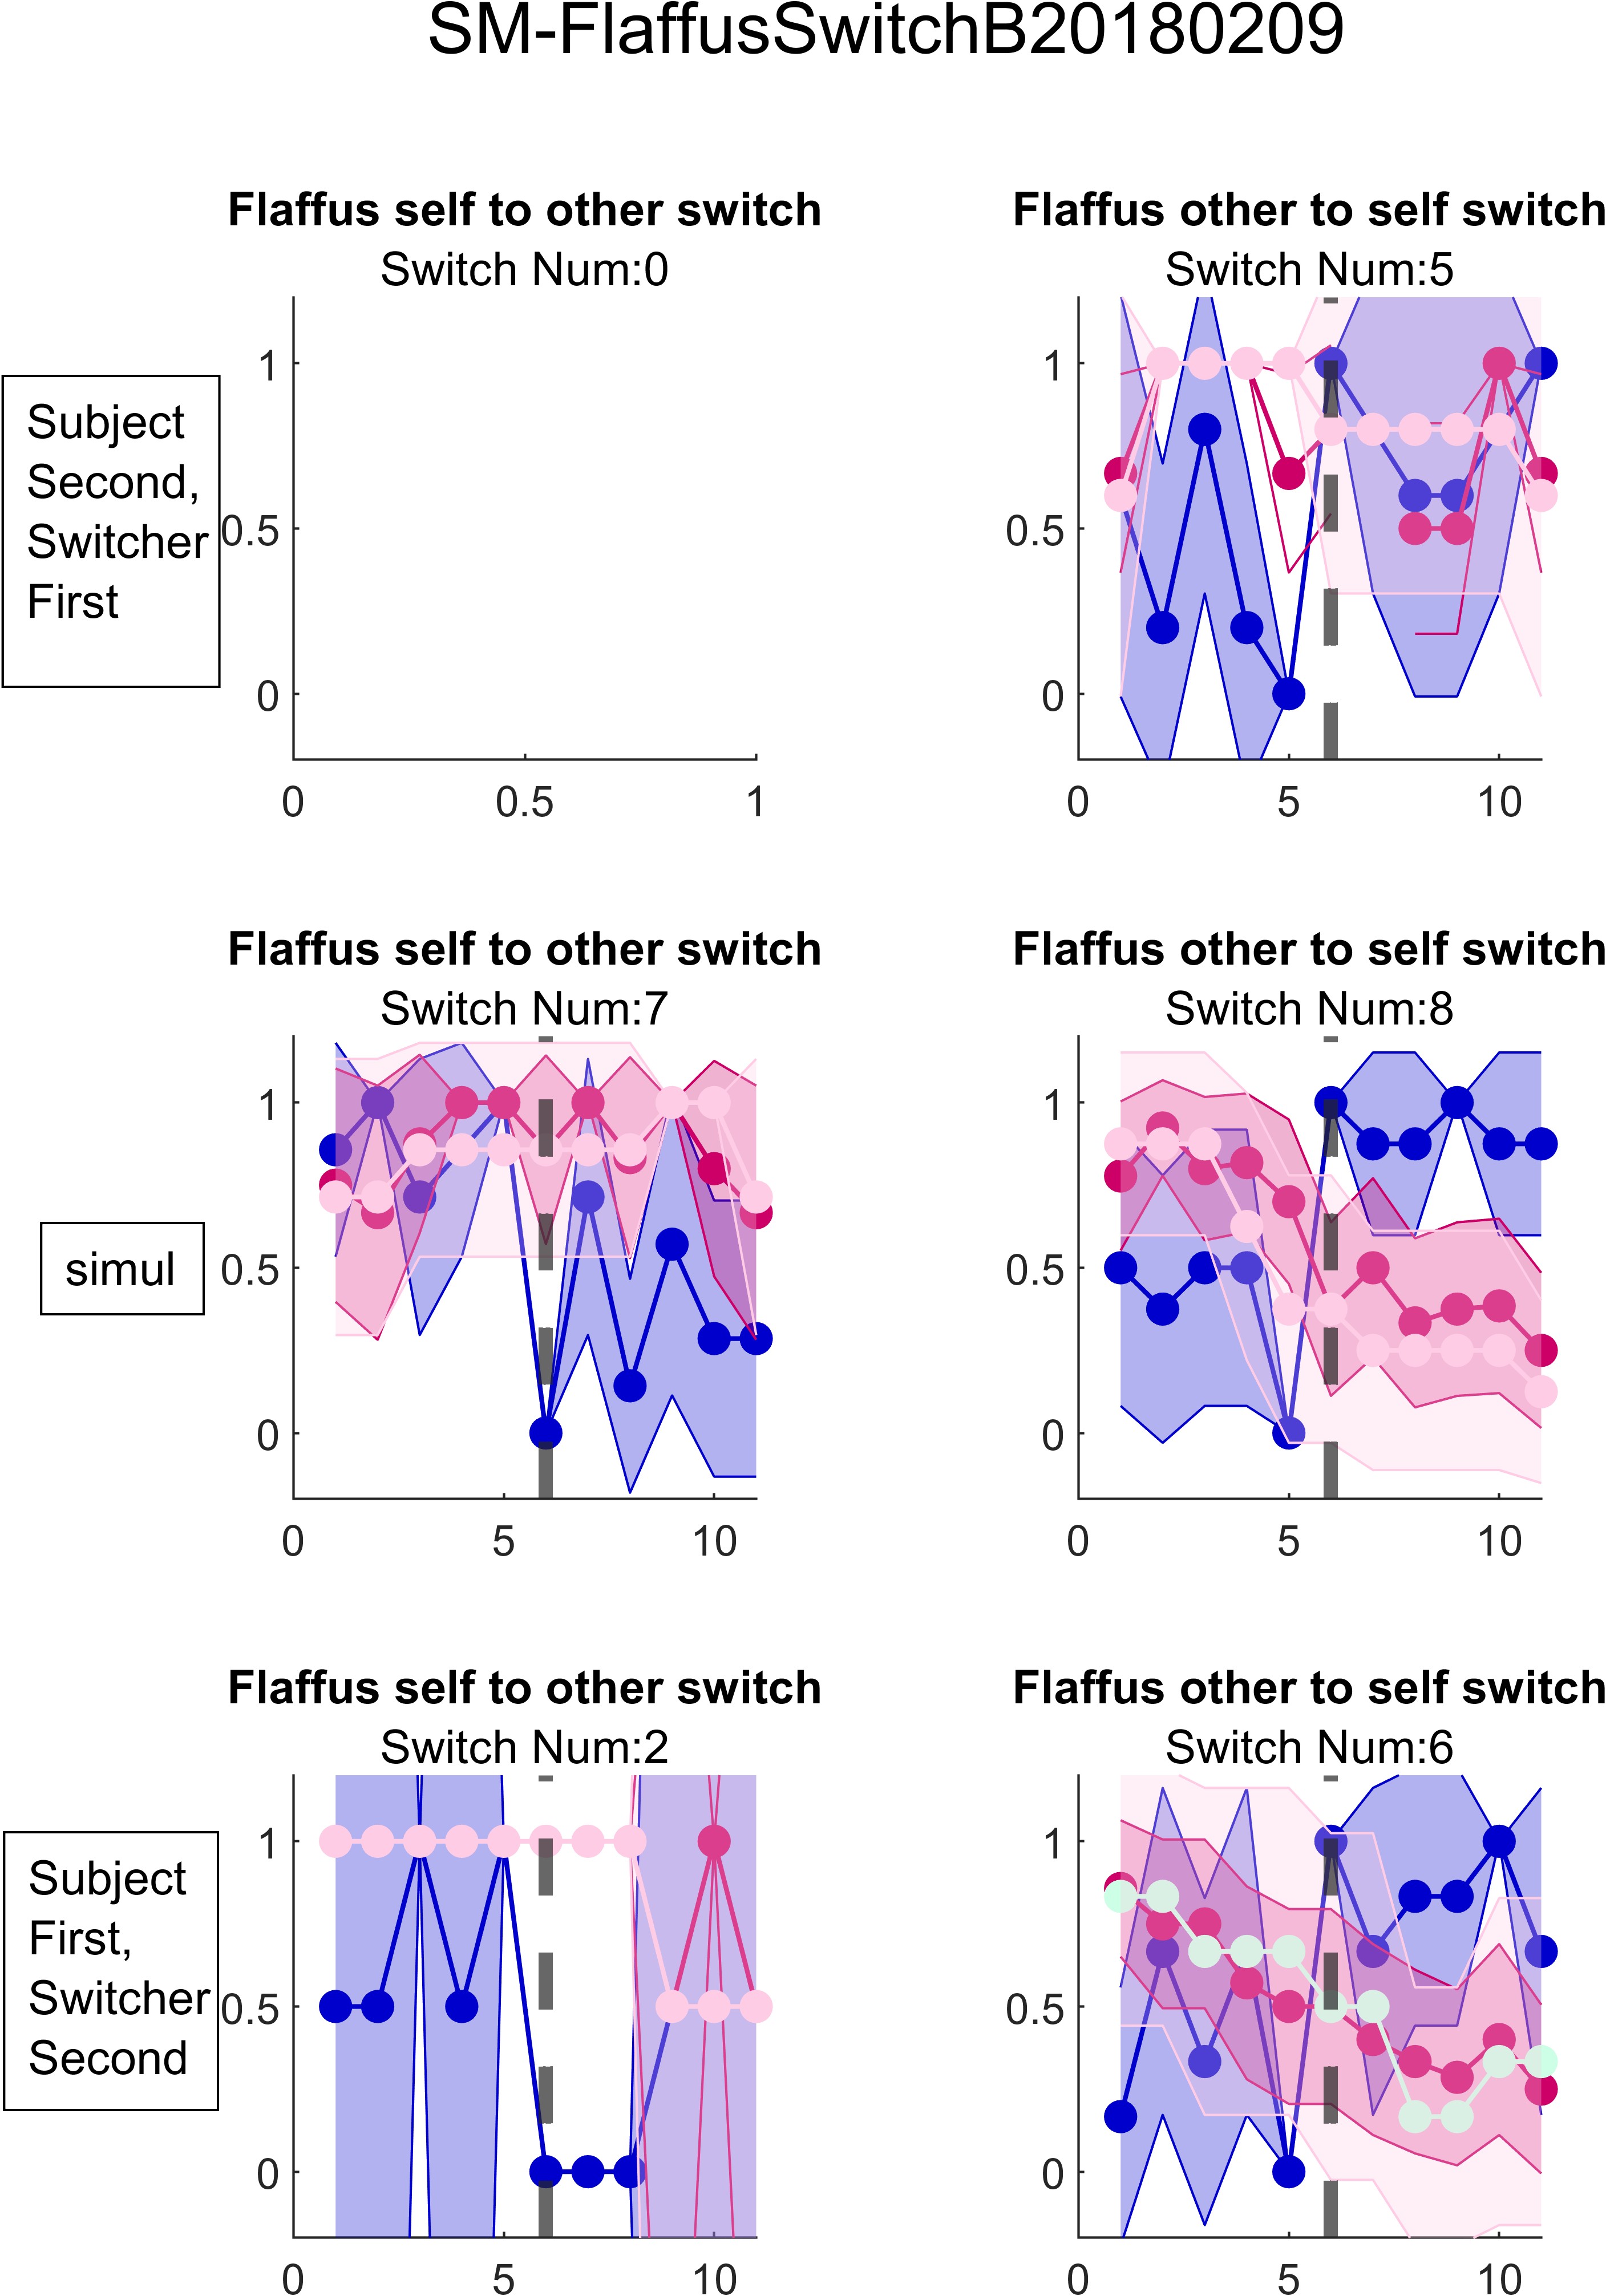 SM-FlaffusSwitchB20180209
Flaffus self to other switch
Switch Num:0
Flaffus other to self switch
Switch Num:5
Subject
Second,
Switcher
First
1
0.5
0
0
0.5
1
1
0.5
0
0
5
10
Flaffus self to other switch
Switch Num:7
Flaffus other to self switch
Switch Num:8
simul
1
0.5
0
0
5
10
1
0.5
0
0
5
10
Flaffus self to other switch
Switch Num:2
Flaffus other to self switch
Switch Num:6
Subject
First,
Switcher
Second
1
0.5
0
0
5
10
1
0.5
0
0
5
10